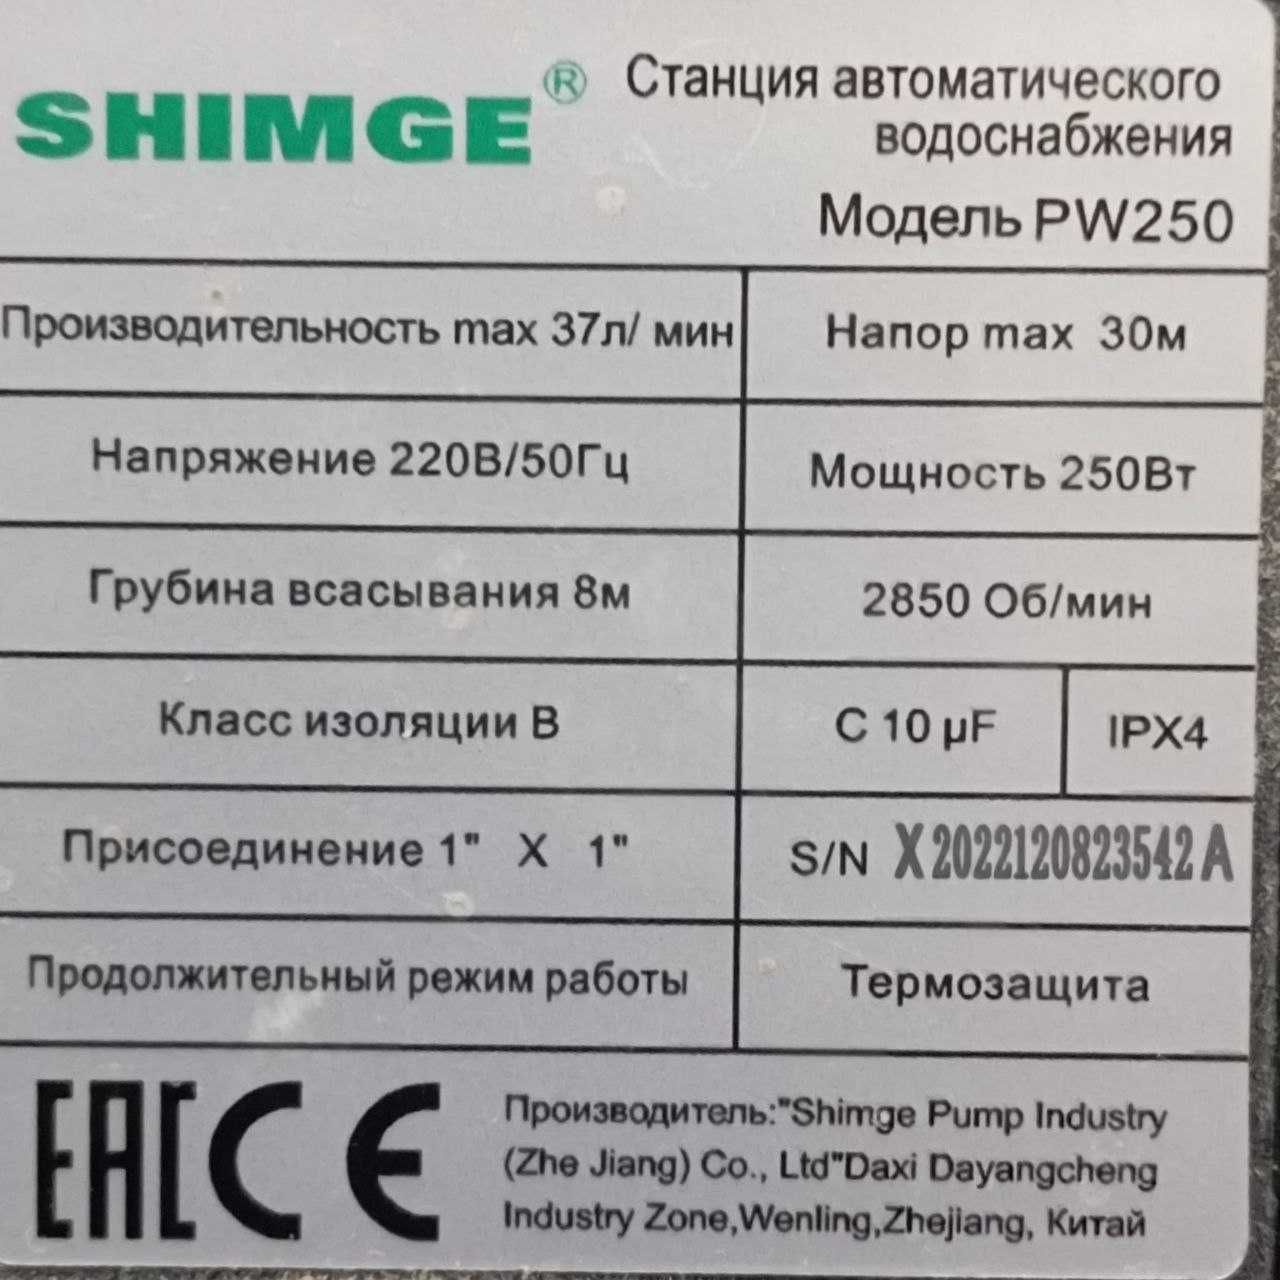 SHIMGE® Станция автоматического
водоснабжения
Модель PW250
Производительность max 37л/ мин Напор max 30м
Напряжение 220В/50Гц Мощность 250Вт
Грубина всасывания 8м 2850 Об/мин
Класс изоляции В C 10 µF IPX4
Присоединение 1" X 1" S/N X2022120823542A
Продолжительный режим работы Термозащита
EAC CE Производитель:"Shimge Pump Industry
(Zhe Jiang) Co., Ltd"Daxi Dayangcheng
Industry Zone,Wenling,Zhejiang, Китай